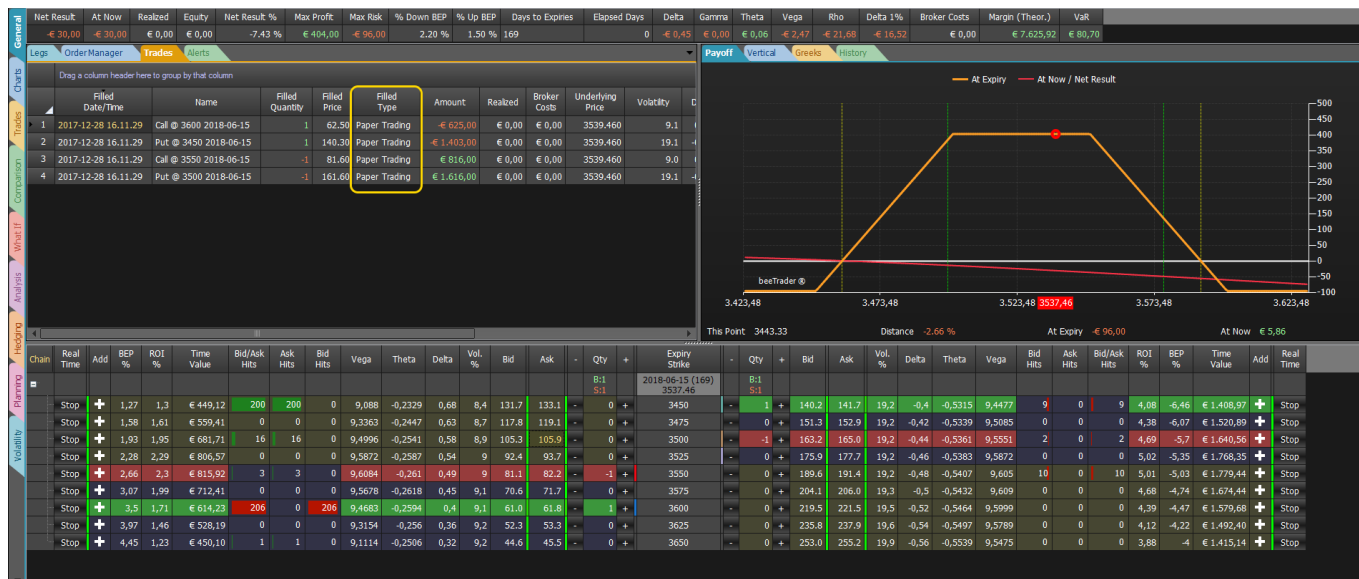 General
Charts
Trades
Comparison
What If
Analysis
Hedging
Planning
Volatility
Net Result At Now Realized Equity Net Result % Max Profit Max Risk % Down BEP % Up BEP Days to Expiries Elapsed Days Delta Gamma Theta Vega Rho Delta 1% Broker Costs Margin (Theor.) VaR
-€ 30,00 -€ 30,00 € 0,00 € 0,00 -7.43 % € 404,00 -€ 96,00 2.20 % 1.50 % 169 0 -€ 0,45 € 0,00 € 0,06 -€ 2,47 -€ 21,68 -€ 16,52 € 0,00 € 7.625,92 € 80,70
Legs Order Manager Trades Alerts
Drag a column header here to group by that column
Filled Date/Time Name Filled Quantity Filled Price Filled Type Amount Realized Broker Costs Underlying Price Volatility D
1 2017-12-28 16.11.29 Call @ 3600 2018-06-15 1 62.50 Paper Trading -€ 625,00 € 0,00 € 0,00 3539.460 9.1
2 2017-12-28 16.11.29 Put @ 3450 2018-06-15 1 140.30 Paper Trading -€ 1.403,00 € 0,00 € 0,00 3539.460 19.1
3 2017-12-28 16.11.29 Call @ 3550 2018-06-15 -1 81.60 Paper Trading € 816,00 € 0,00 € 0,00 3539.460 9.0
4 2017-12-28 16.11.29 Put @ 3500 2018-06-15 -1 161.60 Paper Trading € 1.616,00 € 0,00 € 0,00 3539.460 19.1
Payoff Vertical Greeks History
At Expiry At Now / Net Result
500
400
350
300
250
200
150
100
50
0
-50
-100
beeTrader ®
3.423,48 3.473,48 3.523,48 3537,46 3.573,48 3.623,48
This Point 3443.33 Distance -2.66 % At Expiry -€ 96,00 At Now € 5,86
Chain Real Time Add BEP % ROI % Time Value Bid/Ask Hits Ask Hits Bid Hits Vega Theta Delta Vol. % Bid Ask - Qty + Expiry Strike - Qty + Bid Ask Vol. % Delta Theta Vega Bid Hits Ask Hits Bid/Ask Hits ROI % BEP % Time Value Add Real Time
B:1 2018-06-15 (169) B:1
S:1 3537.46 S:1
Stop + 1,27 1,3 € 449,12 200 200 0 9,088 -0,2329 0,68 8,4 131.7 133.1 - 0 + 3450 - 1 + 140.2 141.7 19,2 -0,4 -0,5315 9,4477 9 0 9 4,08 -6,46 € 1.408,97 + Stop
Stop + 1,58 1,61 € 559,41 0 0 0 9,3363 -0,2447 0,63 8,7 117.8 119.1 - 0 + 3475 - 0 + 151.3 152.9 19,2 -0,42 -0,5339 9,5085 0 0 0 4,38 -6,07 € 1.520,89 + Stop
Stop + 1,93 1,95 € 681,71 16 16 0 9,4996 -0,2541 0,58 8,9 105.3 105.9 - 0 + 3500 - -1 + 163.2 165.0 19,2 -0,44 -0,5361 9,5551 2 0 2 4,69 -5,7 € 1.640,56 + Stop
Stop + 2,28 2,29 € 806,57 0 0 0 9,5872 -0,2587 0,54 9 92.4 93.7 - 0 + 3525 - 0 + 175.9 177.7 19,2 -0,46 -0,5383 9,5872 0 0 0 5,02 -5,35 € 1.768,35 + Stop
Stop + 2,66 2,3 € 815,92 3 3 0 9,6084 -0,261 0,49 9 81.1 82.2 - -1 + 3550 - 0 + 189.6 191.4 19,2 -0,48 -0,5407 9,605 10 0 10 5,01 -5,03 € 1.779,44 + Stop
Stop + 3,07 1,99 € 712,41 0 0 0 9,5678 -0,2618 0,45 9,1 70.6 71.7 - 0 + 3575 - 0 + 204.1 206.0 19,3 -0,5 -0,5432 9,609 0 0 0 4,68 -4,74 € 1.674,44 + Stop
Stop + 3,5 1,71 € 614,23 206 0 206 9,4683 -0,2594 0,4 9,1 61.0 61.8 - 1 + 3600 - 0 + 219.5 221.5 19,5 -0,52 -0,5464 9,5999 0 0 0 4,39 -4,47 € 1.579,68 + Stop
Stop + 3,97 1,46 € 528,19 0 0 0 9,3154 -0,256 0,36 9,2 52.3 53.3 - 0 + 3625 - 0 + 235.8 237.9 19,6 -0,54 -0,5497 9,5789 0 0 0 4,12 -4,22 € 1.492,40 + Stop
Stop + 4,45 1,23 € 450,10 1 1 0 9,1114 -0,2506 0,32 9,2 44.6 45.5 - 0 + 3650 - 0 + 253.0 255.2 19,9 -0,56 -0,5539 9,5475 0 0 0 3,88 -4 € 1.415,14 + Stop